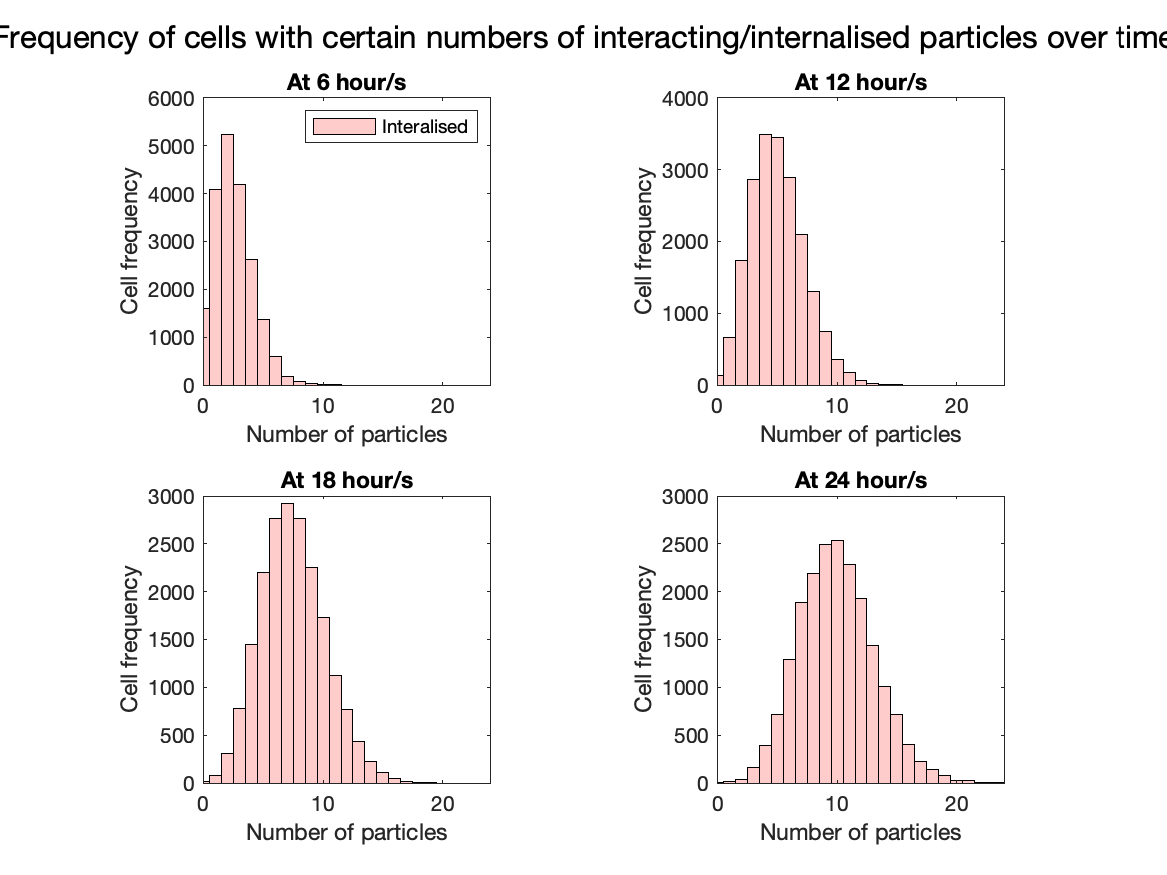 Frequency of cells with certain numbers of interacting/internalised particles over time
At 6 hour/s
6000
5000
4000
3000
2000
1000
0
Cell frequency
Interalised
0 10 20
Number of particles
At 12 hour/s
4000
3000
2000
1000
0
Cell frequency
0 10 20
Number of particles
At 18 hour/s
3000
2500
2000
1500
1000
500
0
Cell frequency
0 10 20
Number of particles
At 24 hour/s
3000
2500
2000
1500
1000
500
0
Cell frequency
0 10 20
Number of particles